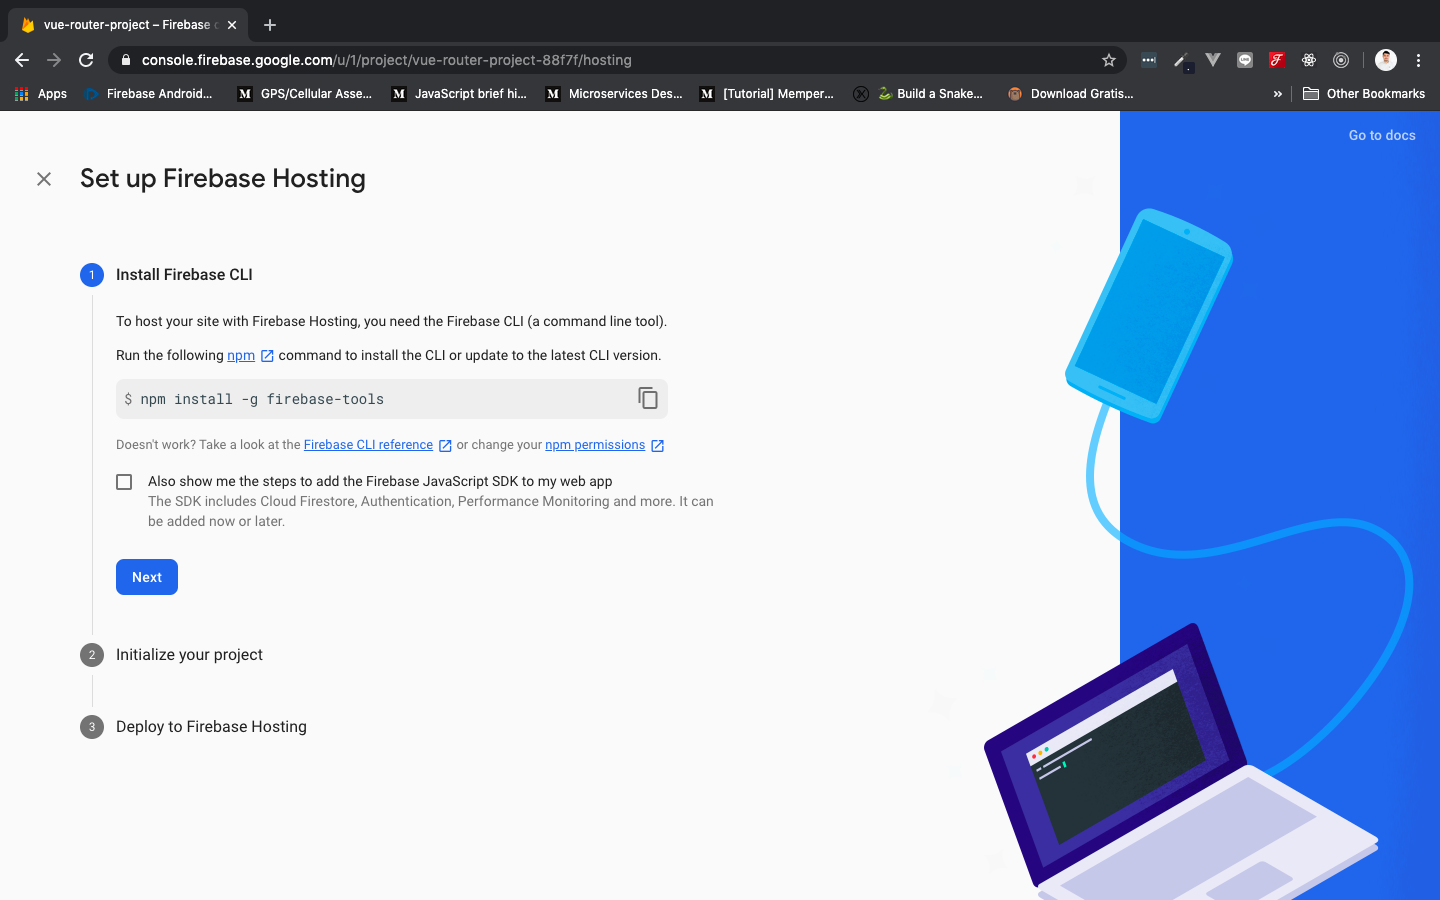 vue-router-project – Firebase c
console.firebase.google.com/u/1/project/vue-router-project-88f7f/hosting
Apps
Firebase Android...
GPS/Cellular Asse...
JavaScript brief hi...
Microservices Des...
[Tutorial] Memper...
Build a Snake...
Download Gratis...
»
Other Bookmarks
Go to docs
Set up Firebase Hosting
1 Install Firebase CLI
To host your site with Firebase Hosting, you need the Firebase CLI (a command line tool).
Run the following npm command to install the CLI or update to the latest CLI version.
$ npm install -g firebase-tools
Doesn't work? Take a look at the Firebase CLI reference or change your npm permissions
Also show me the steps to add the Firebase JavaScript SDK to my web app
The SDK includes Cloud Firestore, Authentication, Performance Monitoring and more. It can
be added now or later.
Next
2 Initialize your project
3 Deploy to Firebase Hosting